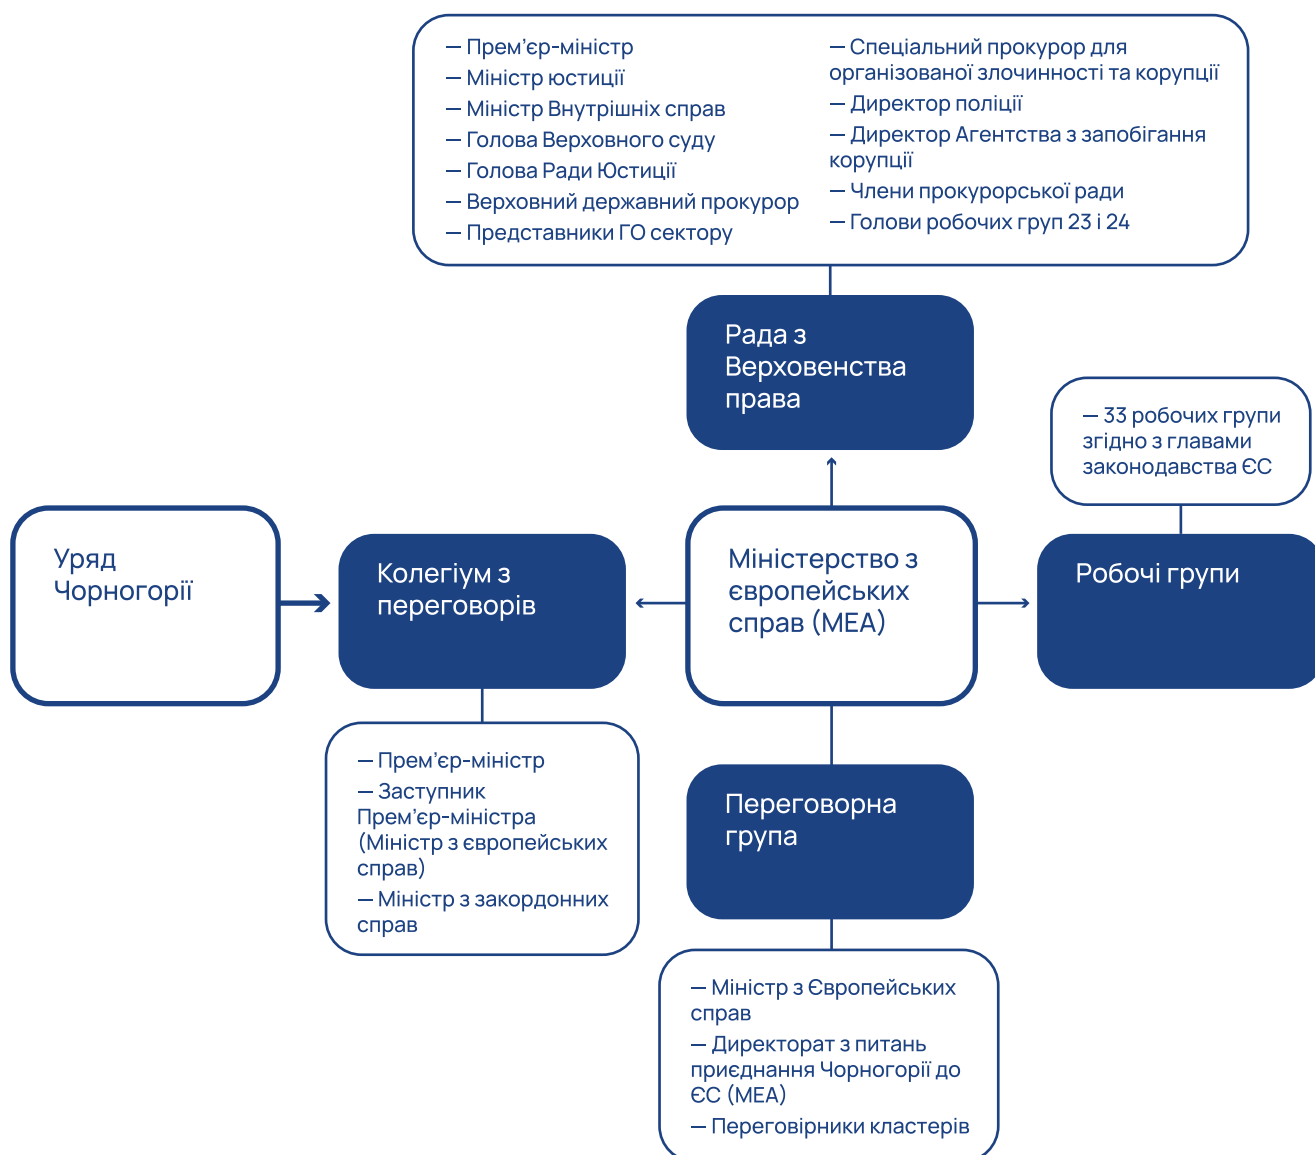 — Прем’єр-міністр
— Міністр юстиції
— Міністр Внутрішніх справ
— Голова Верховного суду
— Голова Ради Юстиції
— Верховний державний прокурор
— Представники ГО сектору
— Спеціальний прокурор для
організованої злочинності та корупції
— Директор поліції
— Директор Агентства з запобігання
корупції
— Члени прокурорської ради
— Голови робочих груп 23 і 24
Рада з
Верховенства
права
— 33 робочих групи
згідно з главами
законодавства ЄС
Уряд
Чорногорії
Колегіум з
переговорів
Міністерство з
європейських
справ (МЕА)
Робочі групи
— Прем’єр-міністр
— Заступник
Прем’єр-міністра
(Міністр з європейських
справ)
— Міністр з закордонних
справ
Переговорна
група
— Міністр з Європейських
справ
— Директорат з питань
приєднання Чорногорії до
ЄС (МЕА)
— Переговірники кластерів